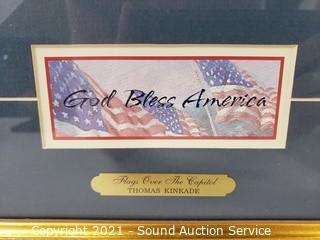 God Bless America
Flags Over The Capitol
THOMAS KINKADE
Copyright 2021 - Sound Auction Service